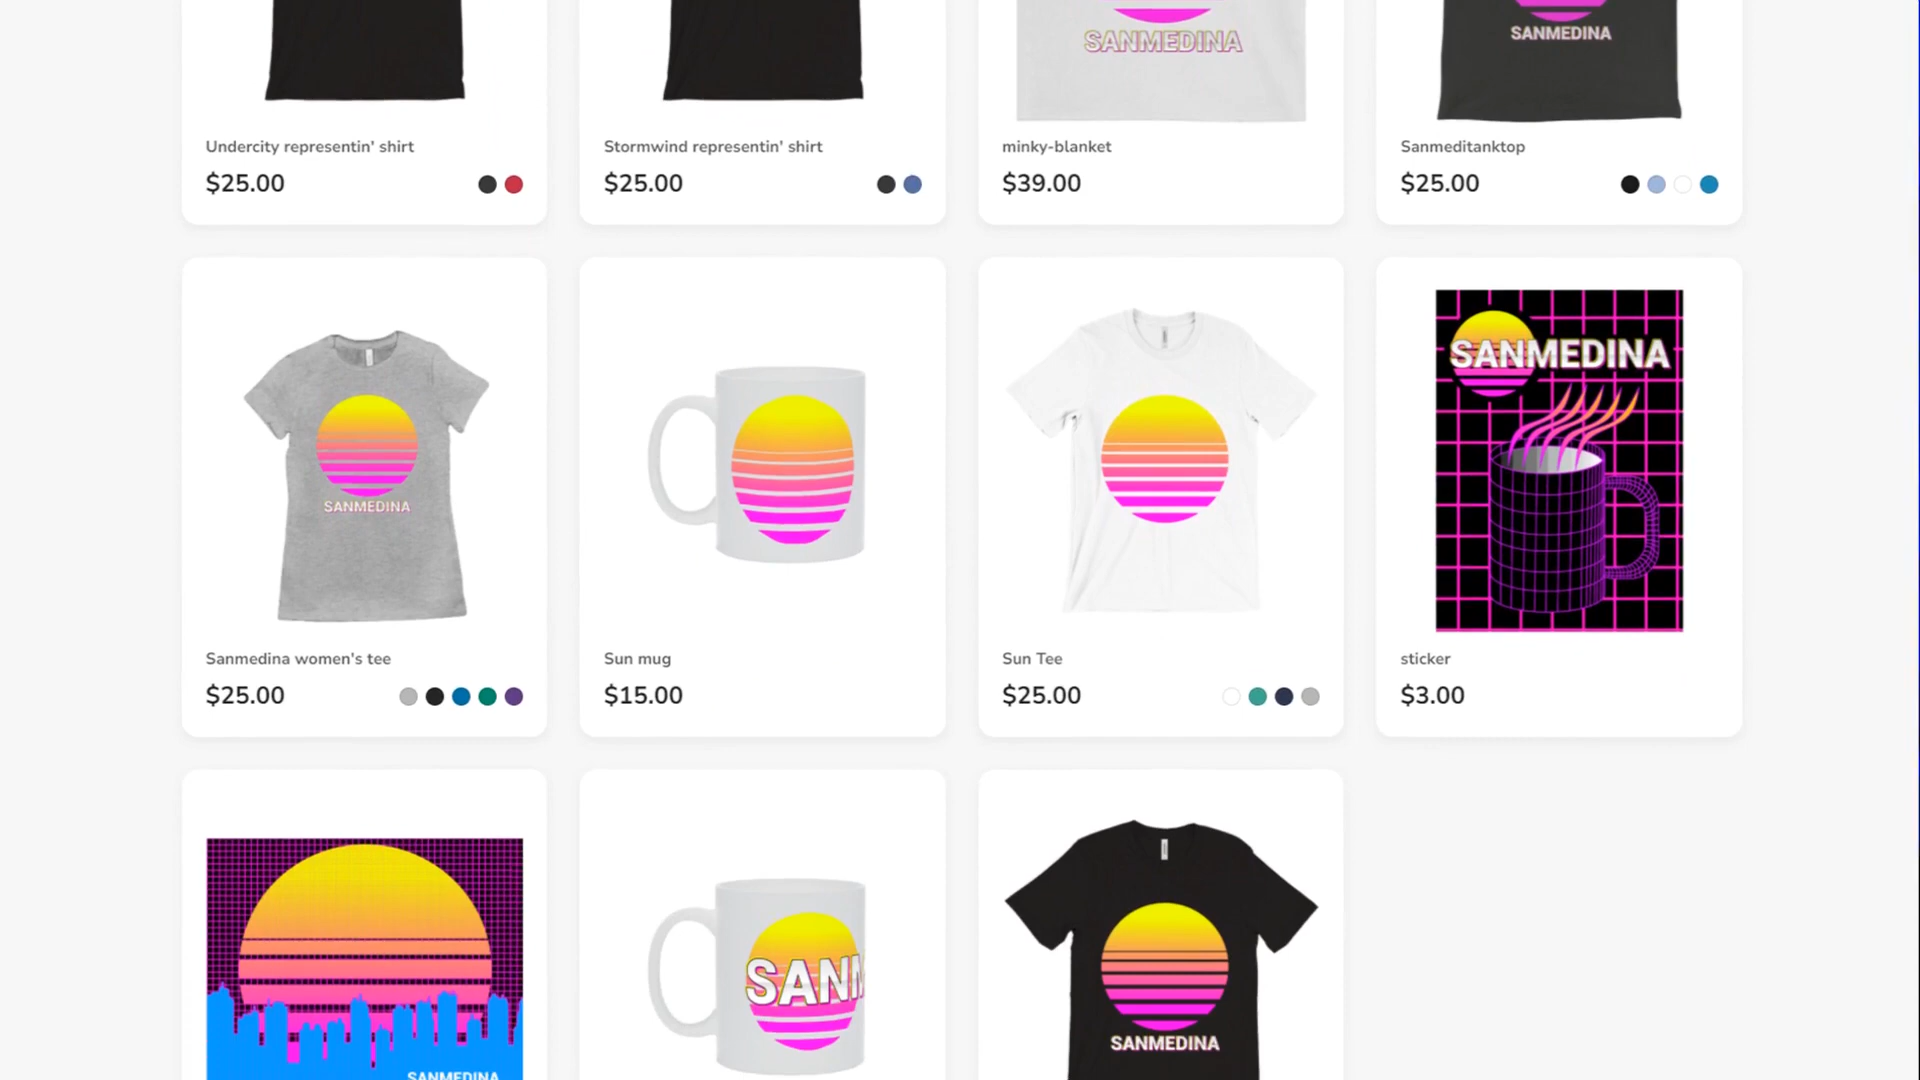 SANMEDINA
SANMEDINA
Undercity representin' shirt
$25.00
Stormwind representin' shirt
$25.00
minky-blanket
$39.00
Sanmeditanktop
$25.00
SANMEDINA
SANMEDINA
Sanmedina women's tee
$25.00
Sun mug
$15.00
Sun Tee
$25.00
sticker
$3.00
SANMEDINA
SANM
SANMEDINA